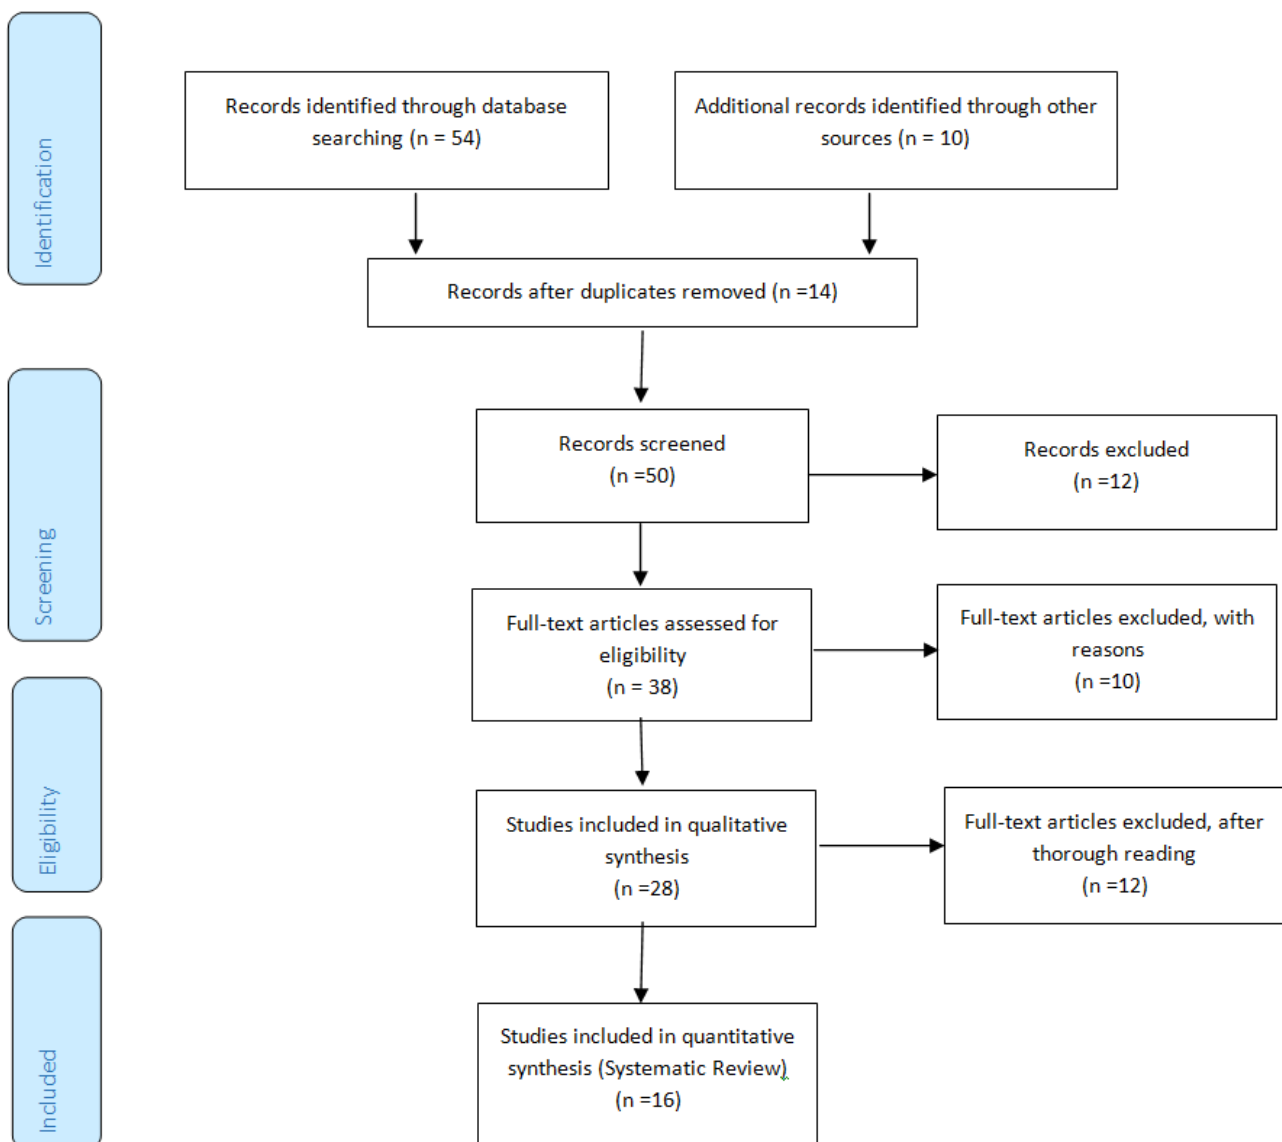 Identification
Records identified through database
searching (n = 54)
Additional records identified through other
sources (n = 10)
Records after duplicates removed (n =14)
Screening
Records screened
(n =50)
Records excluded
(n =12)
Full-text articles assessed for
eligibility
(n = 38)
Full-text articles excluded, with
reasons
(n =10)
Eligibility
Studies included in qualitative
synthesis
(n =28)
Full-text articles excluded, after
thorough reading
(n =12)
Included
Studies included in quantitative
synthesis (Systematic Review)
(n =16)